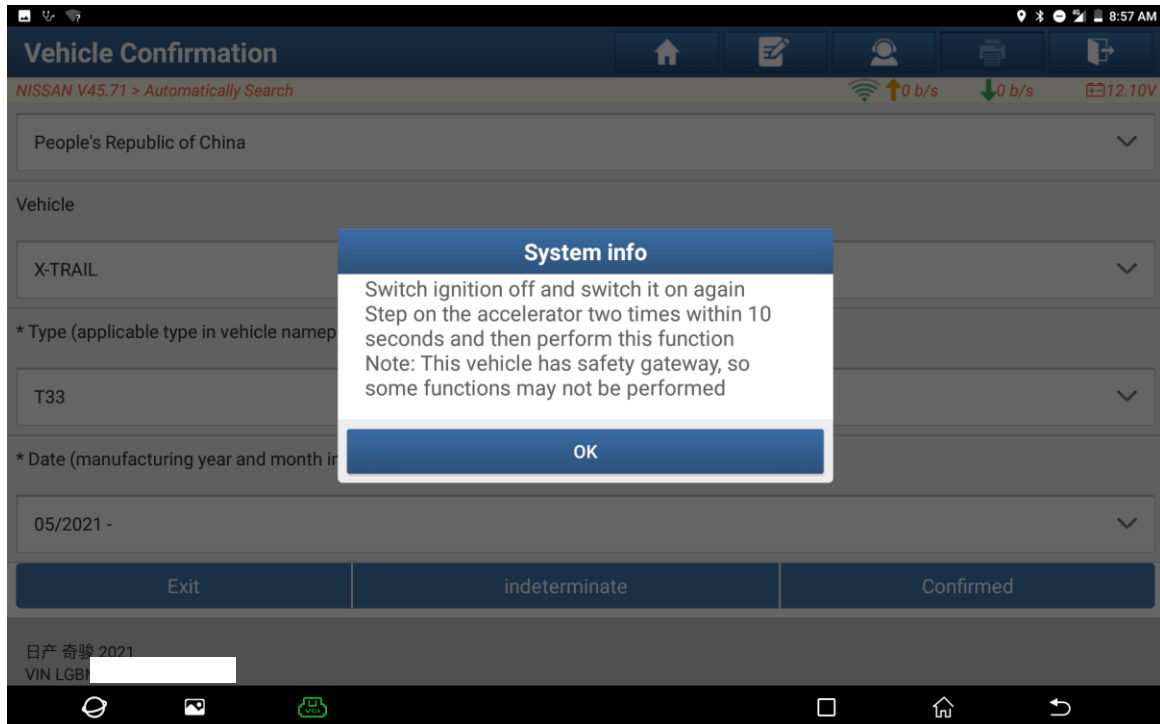 8:57 AM
Vehicle Confirmation
NISSAN V45.71 > Automatically Search
0 b/s
0 b/s
12.10V
People's Republic of China
Vehicle
X-TRAIL
* Type (applicable type in vehicle namep
T33
* Date (manufacturing year and month in
05/2021 -
System info
Switch ignition off and switch it on again
Step on the accelerator two times within 10
seconds and then perform this function
Note: This vehicle has safety gateway, so
some functions may not be performed
OK
Exit
indeterminate
Confirmed
日产 奇骏 2021
VIN LGB
VCI